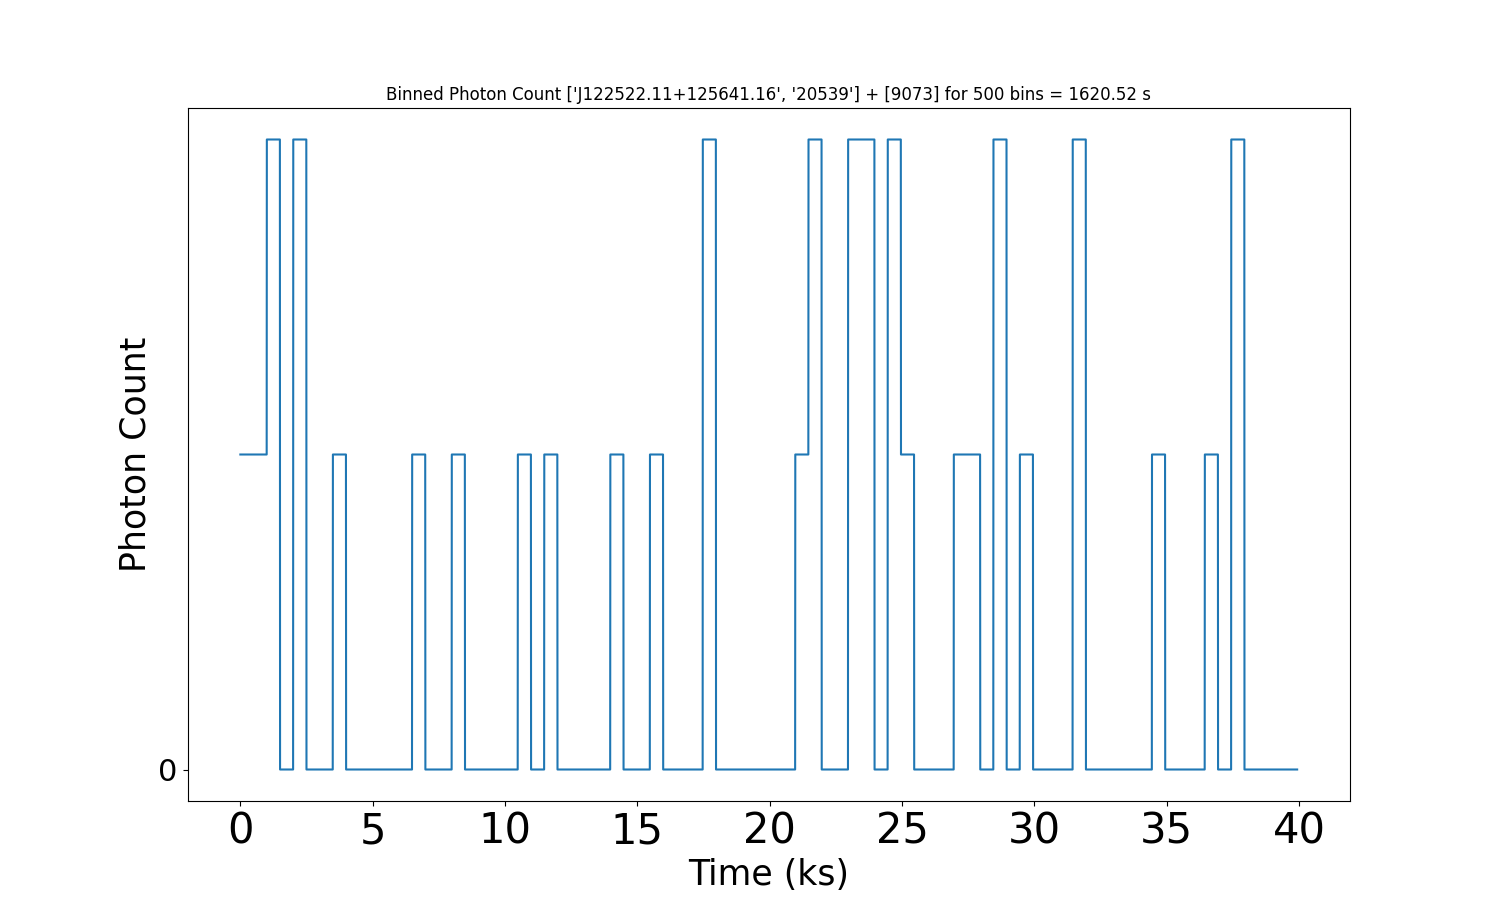 Binned Photon Count ['J122522.11+125641.16', '20539'] + [9073] for 500 bins = 1620.52 s
Photon Count
0
0 5 10 15 20 25 30 35 40
Time (ks)